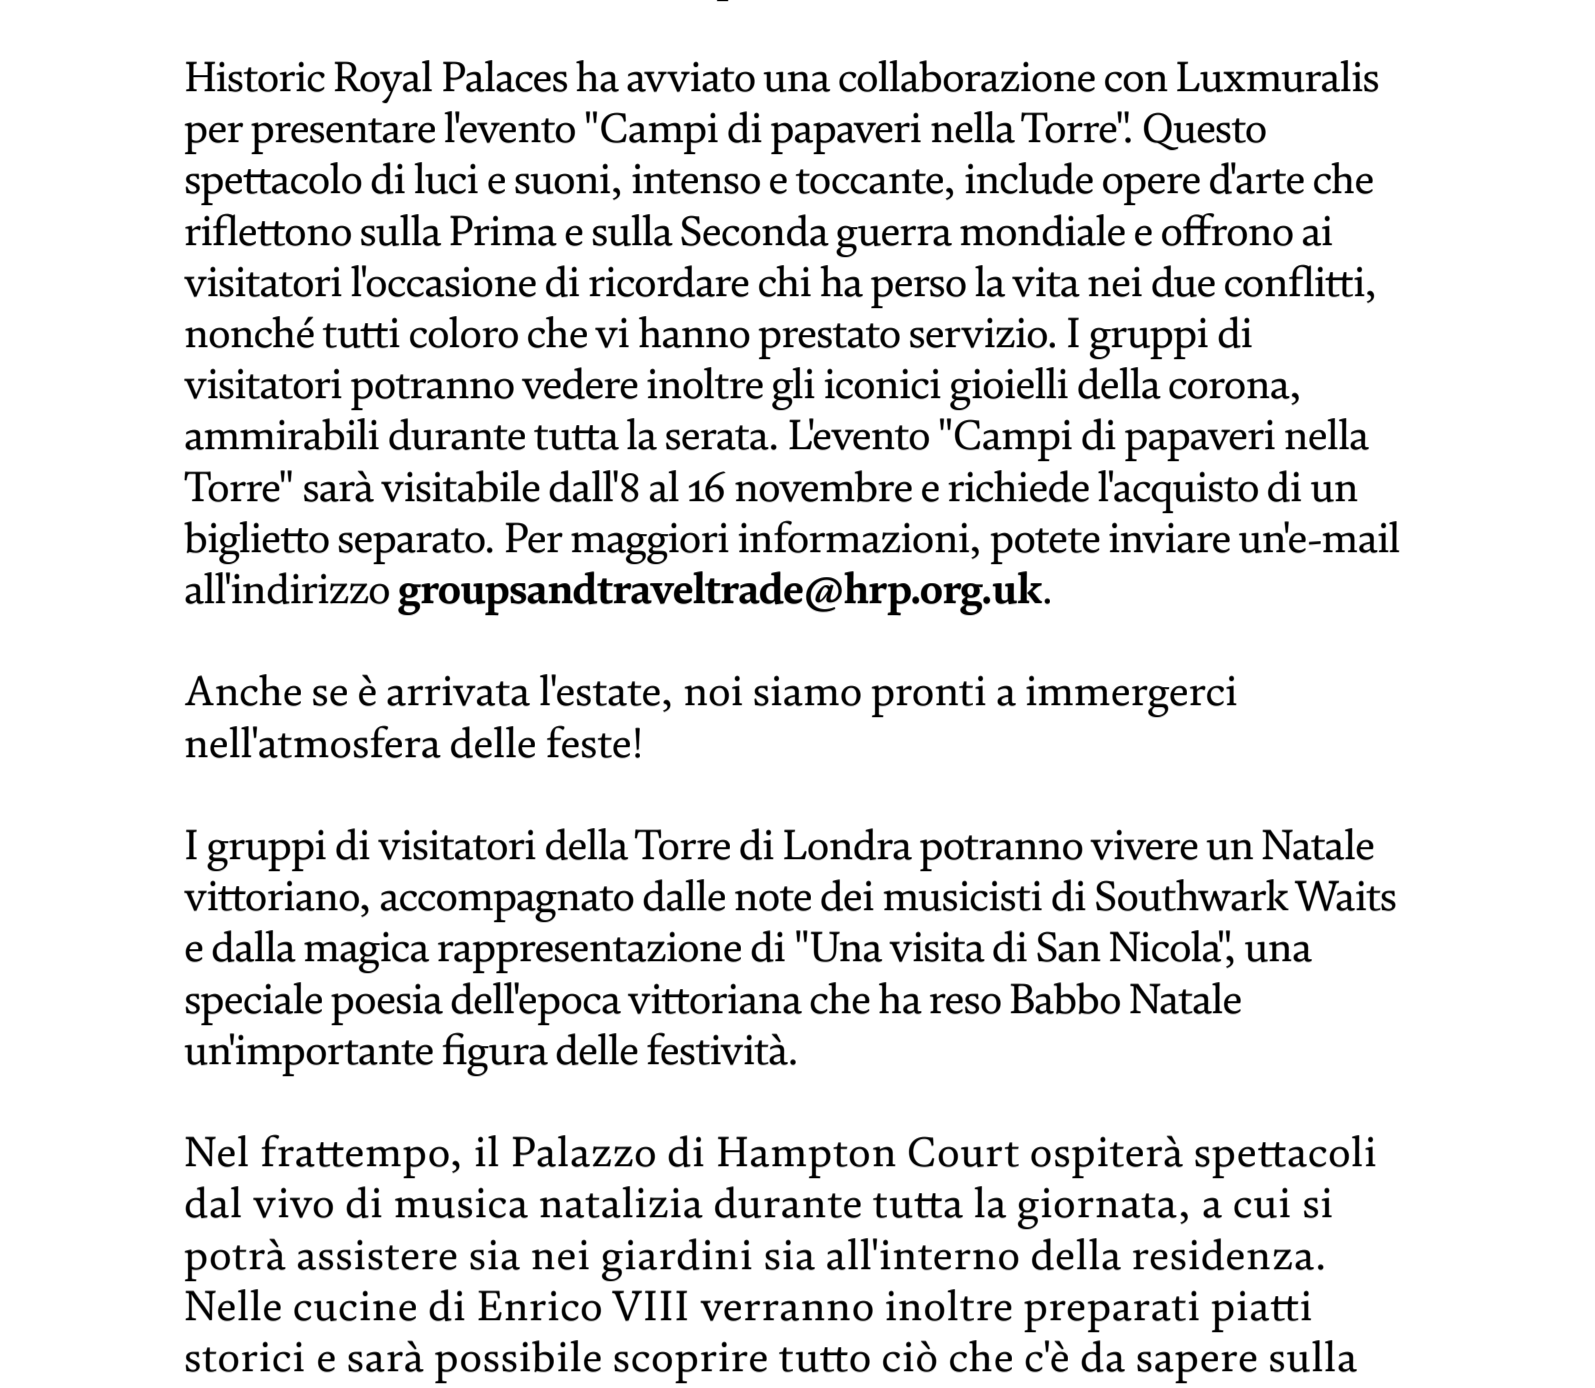 Historic Royal Palaces ha avviato una collaborazione con Luxmuralis
per presentare l'evento "Campi di papaveri nella Torre". Questo
spettacolo di luci e suoni, intenso e toccante, include opere d'arte che
riflettono sulla Prima e sulla Seconda guerra mondiale e offrono ai
visitatori l'occasione di ricordare chi ha perso la vita nei due conflitti,
nonché tutti coloro che vi hanno prestato servizio. I gruppi di
visitatori potranno vedere inoltre gli iconici gioielli della corona,
ammirabili durante tutta la serata. L'evento "Campi di papaveri nella
Torre" sarà visitabile dall'8 al 16 novembre e richiede l'acquisto di un
biglietto separato. Per maggiori informazioni, potete inviare un'e-mail
all'indirizzo groupsandtraveltrade@hrp.org.uk.
Anche se è arrivata l'estate, noi siamo pronti a immergerci
nell'atmosfera delle feste!
I gruppi di visitatori della Torre di Londra potranno vivere un Natale
vittoriano, accompagnato dalle note dei musicisti di Southwark Waits
e dalla magica rappresentazione di "Una visita di San Nicola", una
speciale poesia dell'epoca vittoriana che ha reso Babbo Natale
un'importante figura delle festività.
Nel frattempo, il Palazzo di Hampton Court ospiterà spettacoli
dal vivo di musica natalizia durante tutta la giornata, a cui si
potrà assistere sia nei giardini sia all'interno della residenza.
Nelle cucine di Enrico VIII verranno inoltre preparati piatti
storici e sarà possibile scoprire tutto ciò che c'è da sapere sulla